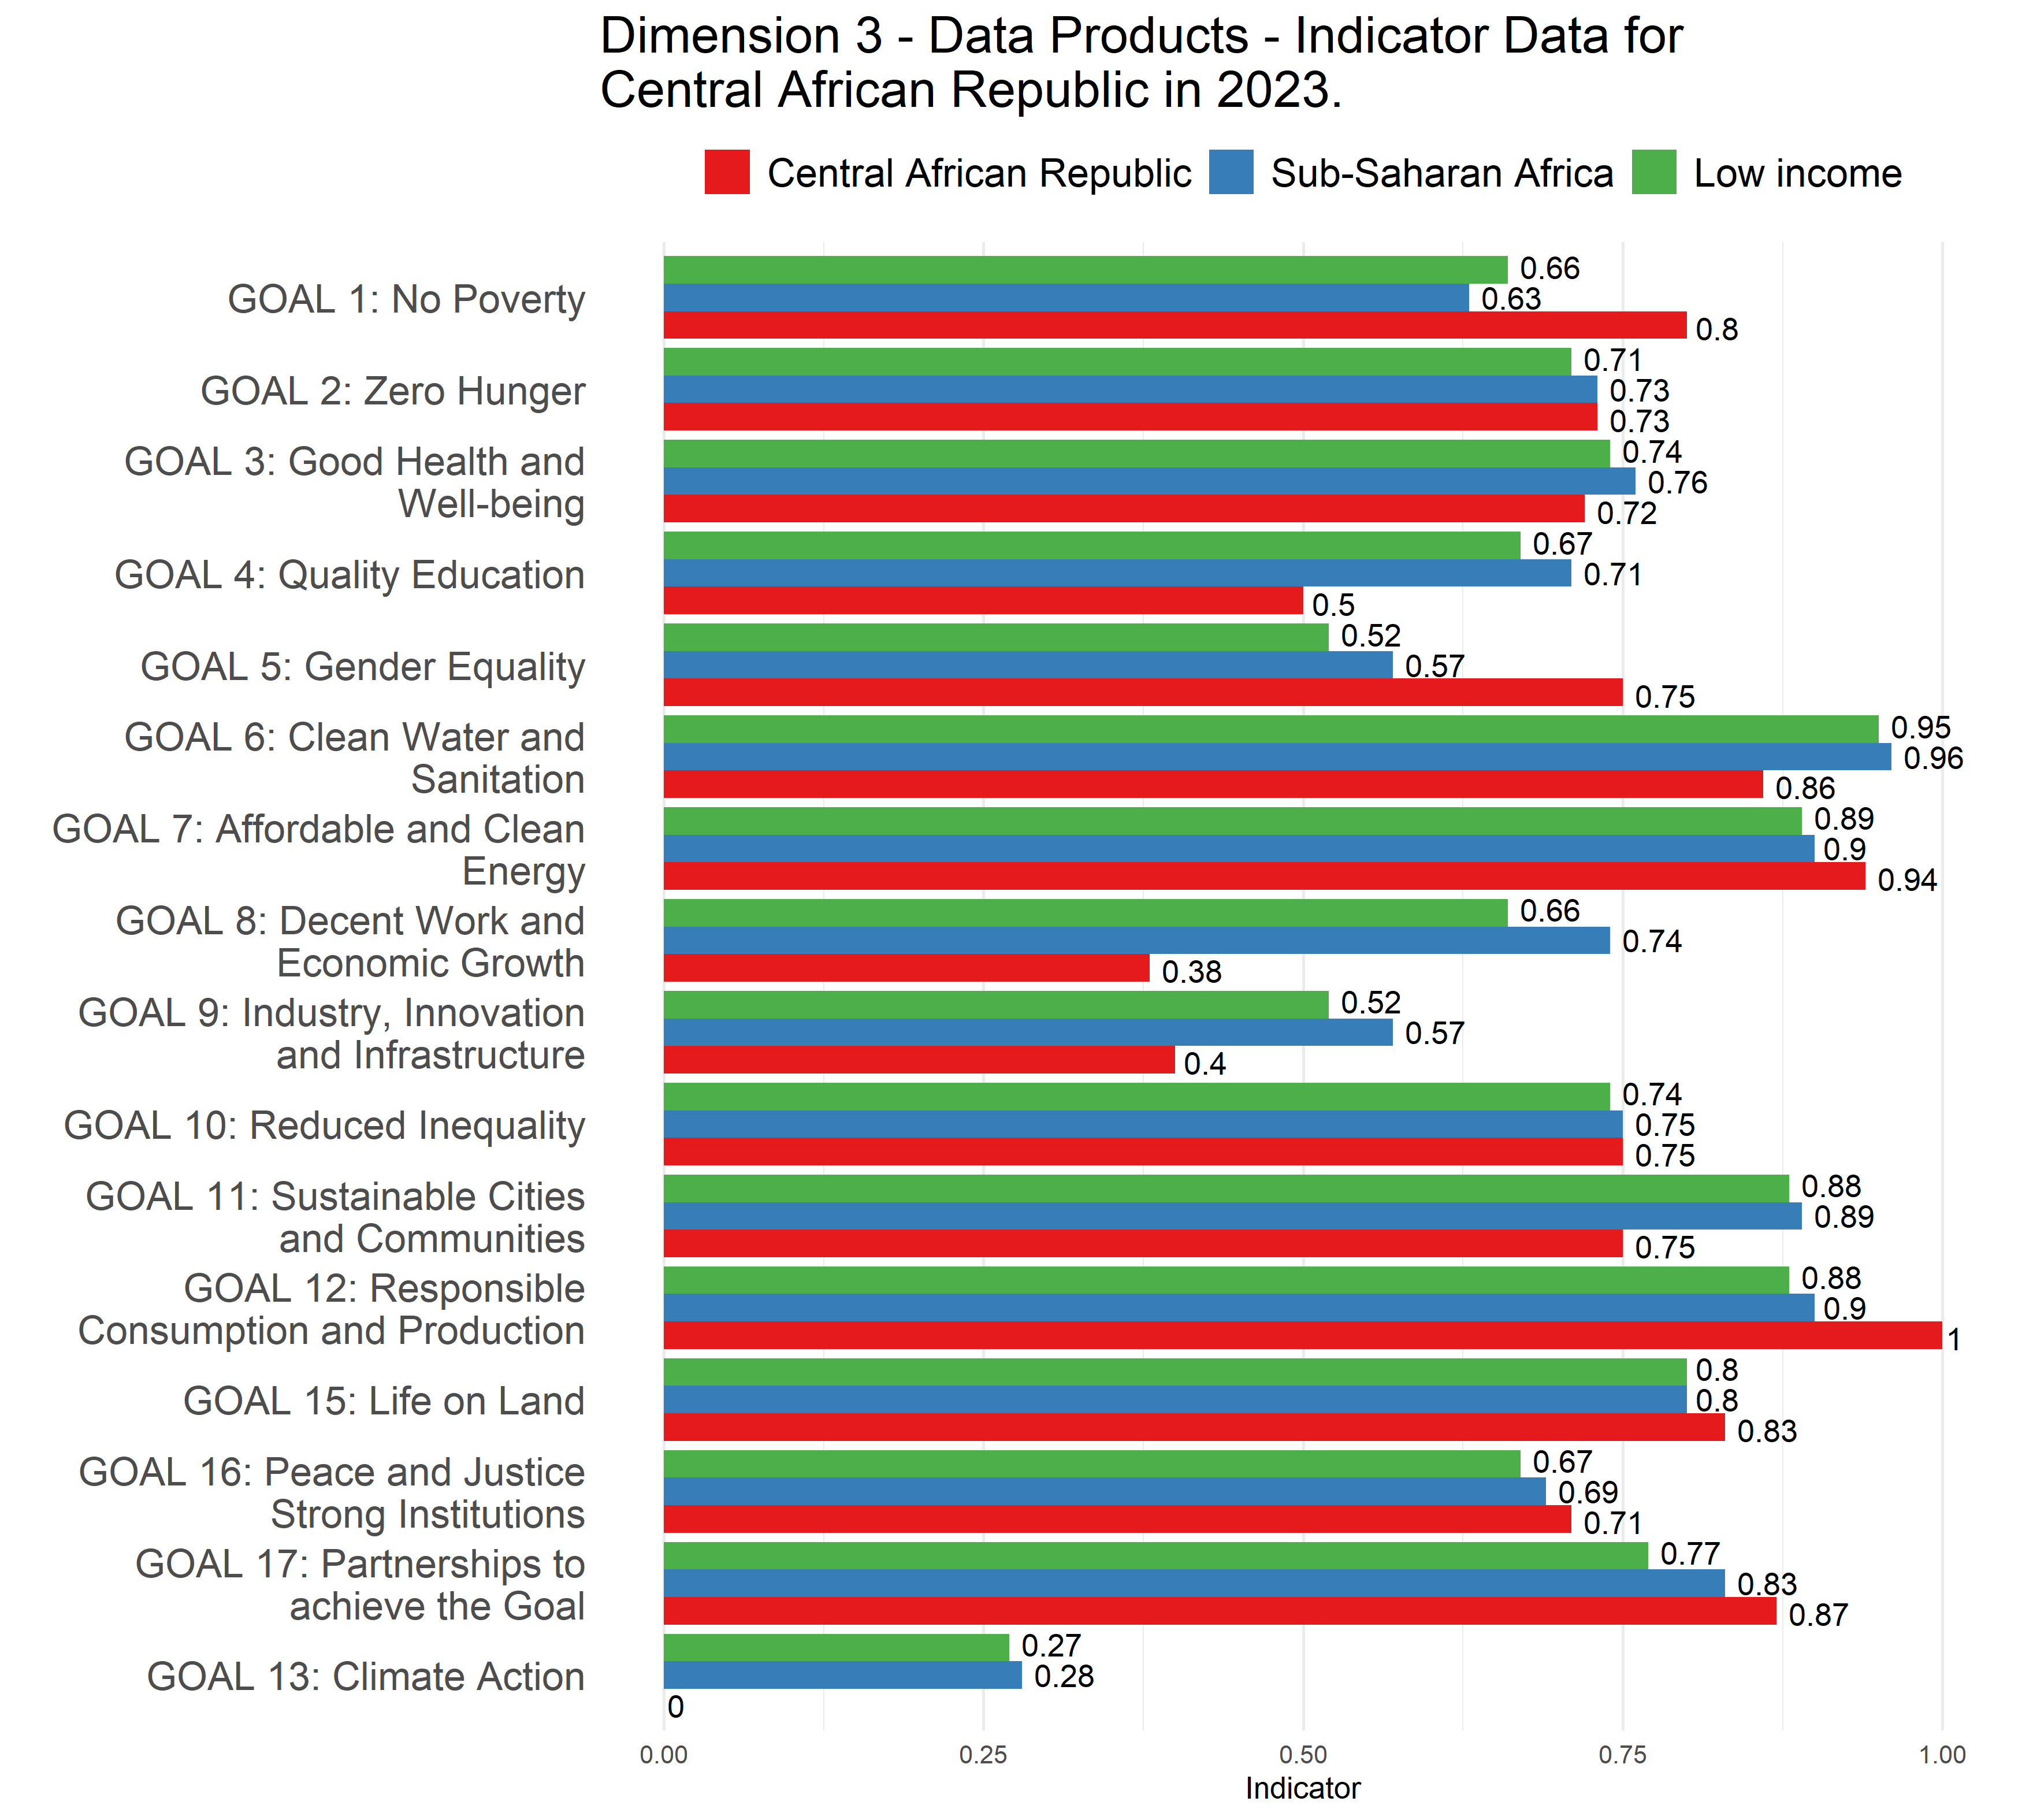 Dimension 3 - Data Products - Indicator Data for
Central African Republic in 2023.
Central African Republic
Sub-Saharan Africa
Low income
GOAL 1: No Poverty
0.66
0.63
0.8
GOAL 2: Zero Hunger
0.71
0.73
0.73
GOAL 3: Good Health and
Well-being
0.74
0.76
0.72
GOAL 4: Quality Education
0.67
0.71
0.5
GOAL 5: Gender Equality
0.52
0.57
0.75
GOAL 6: Clean Water and
Sanitation
0.95
0.96
0.86
GOAL 7: Affordable and Clean
Energy
0.89
0.9
0.94
GOAL 8: Decent Work and
Economic Growth
0.66
0.74
0.38
GOAL 9: Industry, Innovation
and Infrastructure
0.52
0.57
0.4
GOAL 10: Reduced Inequality
0.74
0.75
0.75
GOAL 11: Sustainable Cities
and Communities
0.88
0.89
0.75
GOAL 12: Responsible
Consumption and Production
0.88
0.9
1
GOAL 15: Life on Land
0.8
0.8
0.83
GOAL 16: Peace and Justice
Strong Institutions
0.67
0.69
0.71
GOAL 17: Partnerships to
achieve the Goal
0.77
0.83
0.87
GOAL 13: Climate Action
0.27
0.28
0
0.00
0.25
0.50
0.75
1.00
Indicator